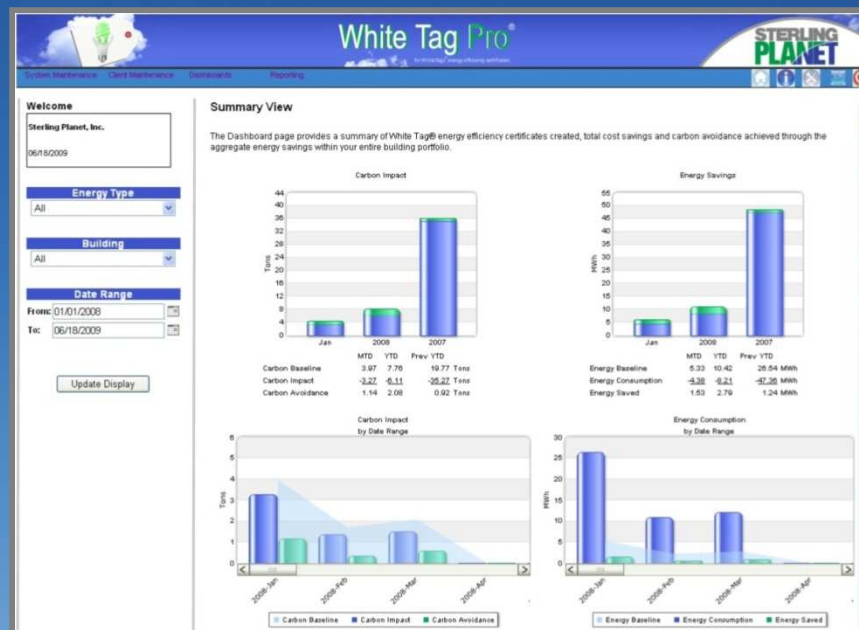 White Tag Pro®
for White Tag® energy efficiency certificates
STERLING
PLANET
System Maintenance Client Maintenance Dashboards Reporting
Welcome
Sterling Planet, Inc.
06/18/2009
Energy Type
All
Building
All
Date Range
From: 01/01/2008
To: 06/18/2009
Update Display
Summary View
The Dashboard page provides a summary of White Tag® energy efficiency certificates created, total cost savings and carbon avoidance achieved through the
aggregate energy savings within your entire building portfolio.
Carbon Impact
44
40
36
32
28
24
20
16
12
8
4
0
Tons
Jan 2008 2007
MTD YTD Prev YTD
Carbon Baseline 3.97 7.76 19.77 Tons
Carbon Impact -3.27 -6.11 -35.27 Tons
Carbon Avoidance 1.14 2.08 0.92 Tons
Energy Savings
55
50
45
40
35
30
25
20
15
10
5
0
MWh
Jan 2008 2007
MTD YTD Prev YTD
Energy Baseline 5.33 10.42 26.54 MWh
Energy Consumption -4.38 -8.21 -47.36 MWh
Energy Saved 1.53 2.79 1.24 MWh
Carbon Impact
by Date Range
6
5
4
3
2
1
0
Tons
2008-Jan 2008-Feb 2008-Mar 2008-Apr
Carbon Baseline Carbon Impact Carbon Avoidance
Energy Consumption
by Date Range
30
25
20
15
10
5
0
MWh
2008-Jan 2008-Feb 2008-Mar 2008-Apr
Energy Baseline Energy Consumption Energy Saved